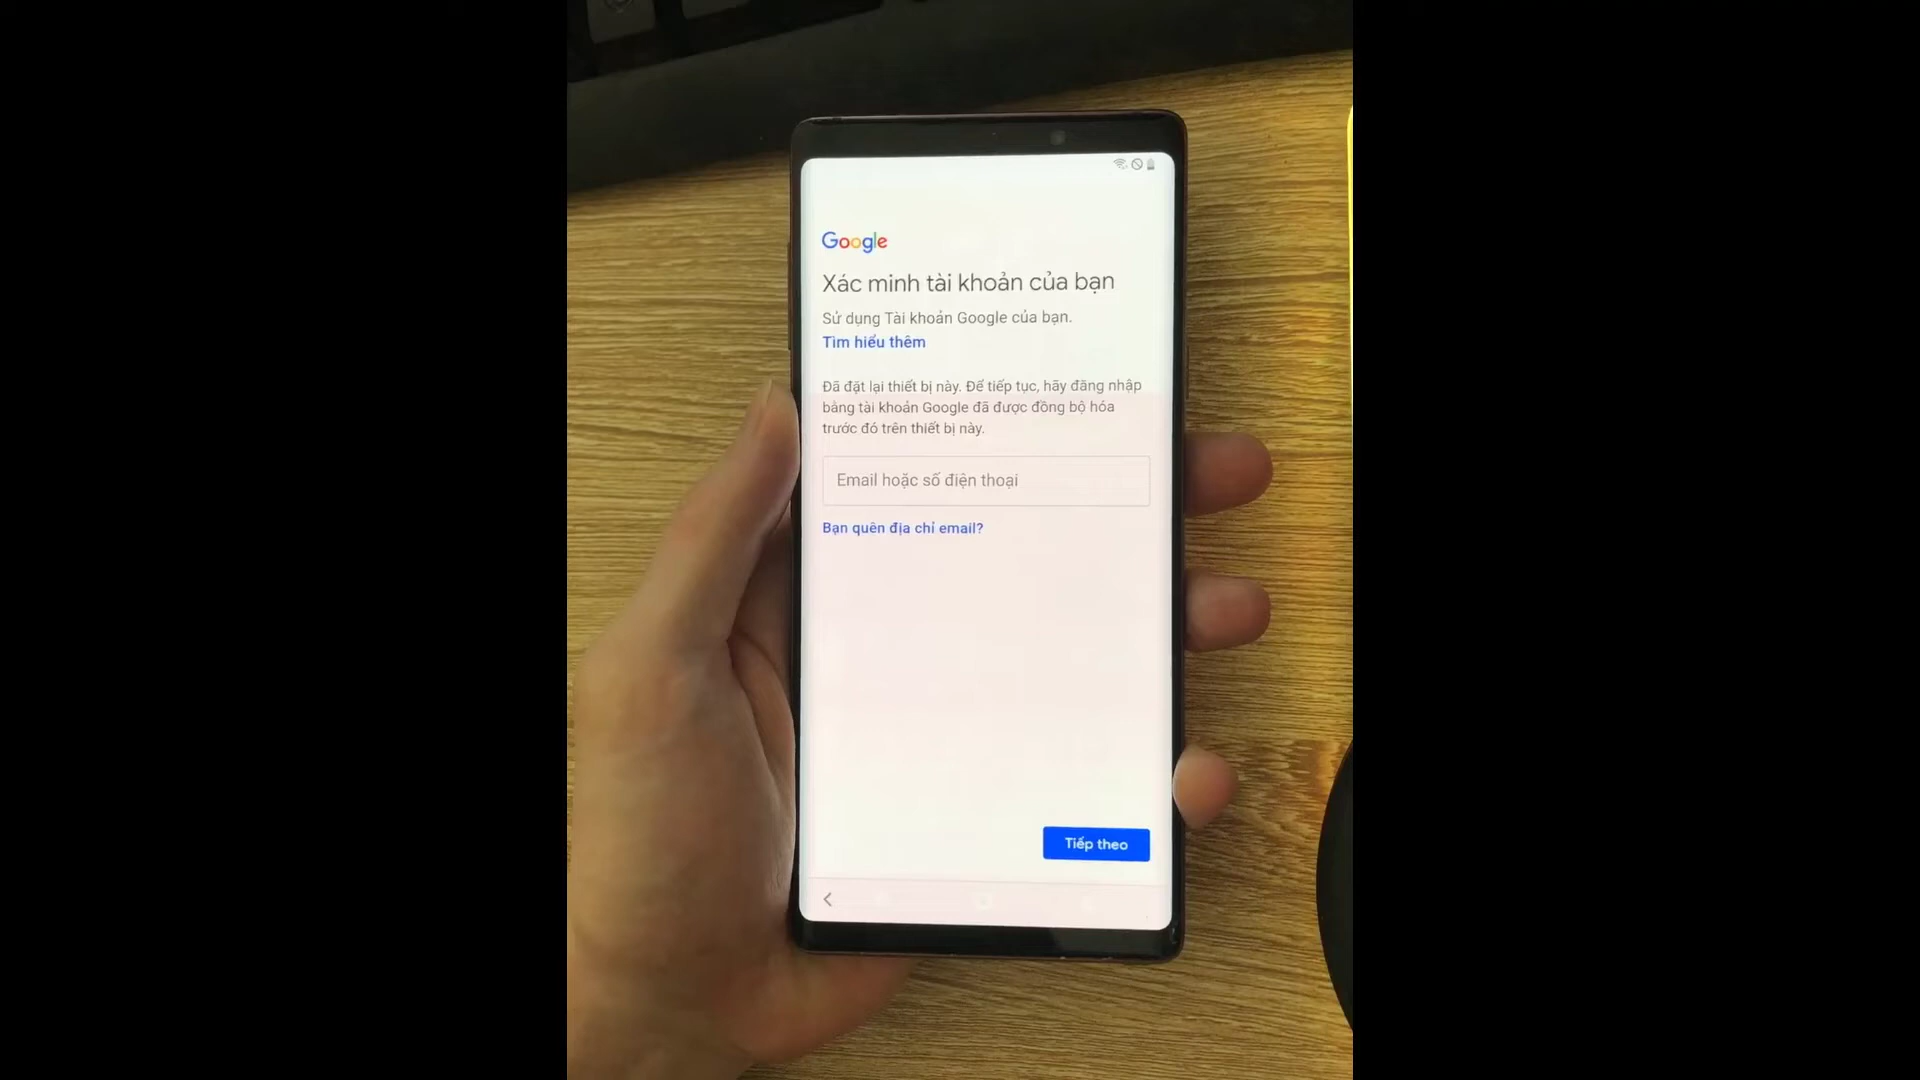 Google
Xác minh tài khoản của bạn
Sử dụng Tài khoản Google của bạn.
Tìm hiểu thêm
Đã đặt lại thiết bị này. Để tiếp tục, hãy đăng nhập
bằng tài khoản Google đã được đồng bộ hóa
trước đó trên thiết bị này.
Email hoặc số điện thoại
Bạn quên địa chỉ email?
Tiếp theo